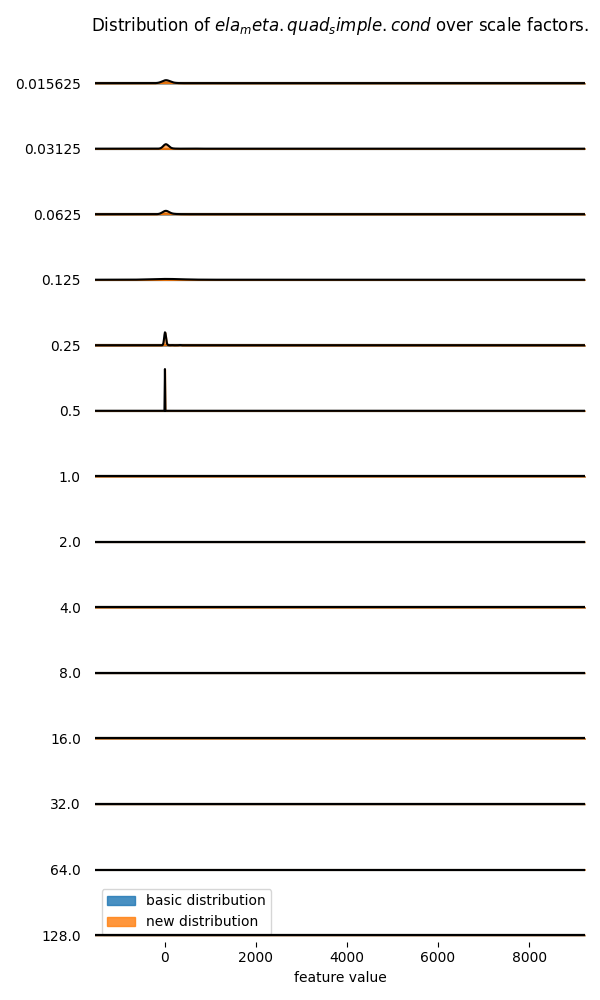 Distribution of elaₘeta.quadₛimple.cond over scale factors.
0.015625
0.03125
0.0625
0.125
0.25
0.5
1.0
2.0
4.0
8.0
16.0
32.0
64.0
basic distribution
new distribution
128.0
0 2000 4000 6000 8000
feature value